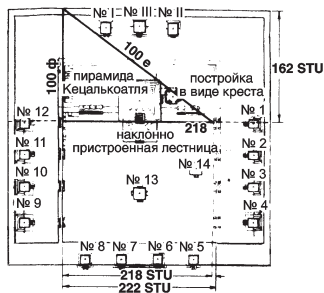 № I № III № II
100 е
100 ф
пирамида
Кецалькоатля
постройка
в виде креста
162 STU
218
наклонно
пристроенная лестница
№ 12
№ 11
№ 10
№ 9
№ 1
№ 2
№ 3
№ 4
№ 14
№ 13
№ 8 № 7 № 6 № 5
218 STU
222 STU